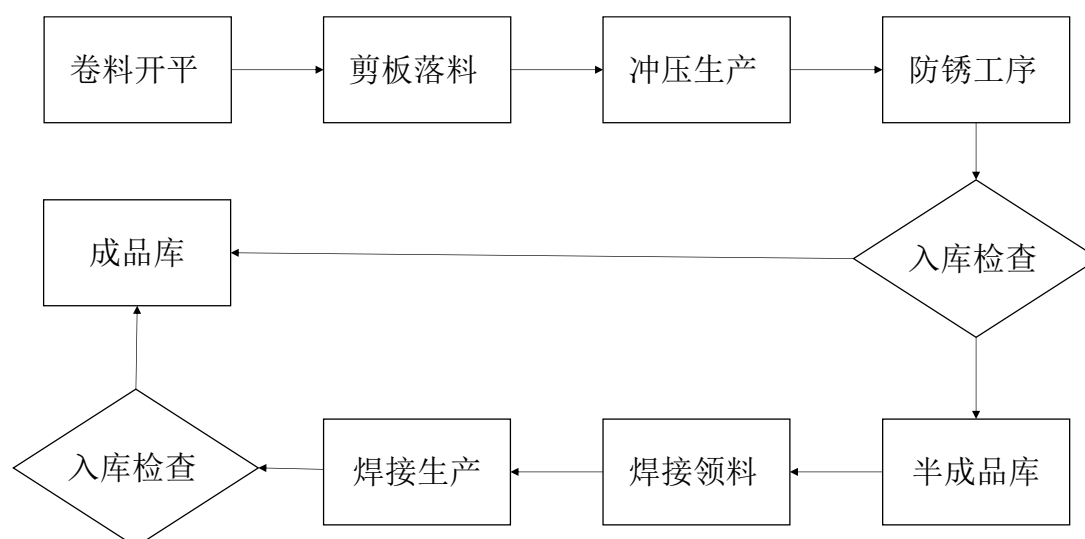 卷料开平
剪板落料
冲压生产
防锈工序
成品库
入库检查
入库检查
焊接生产
焊接领料
半成品库